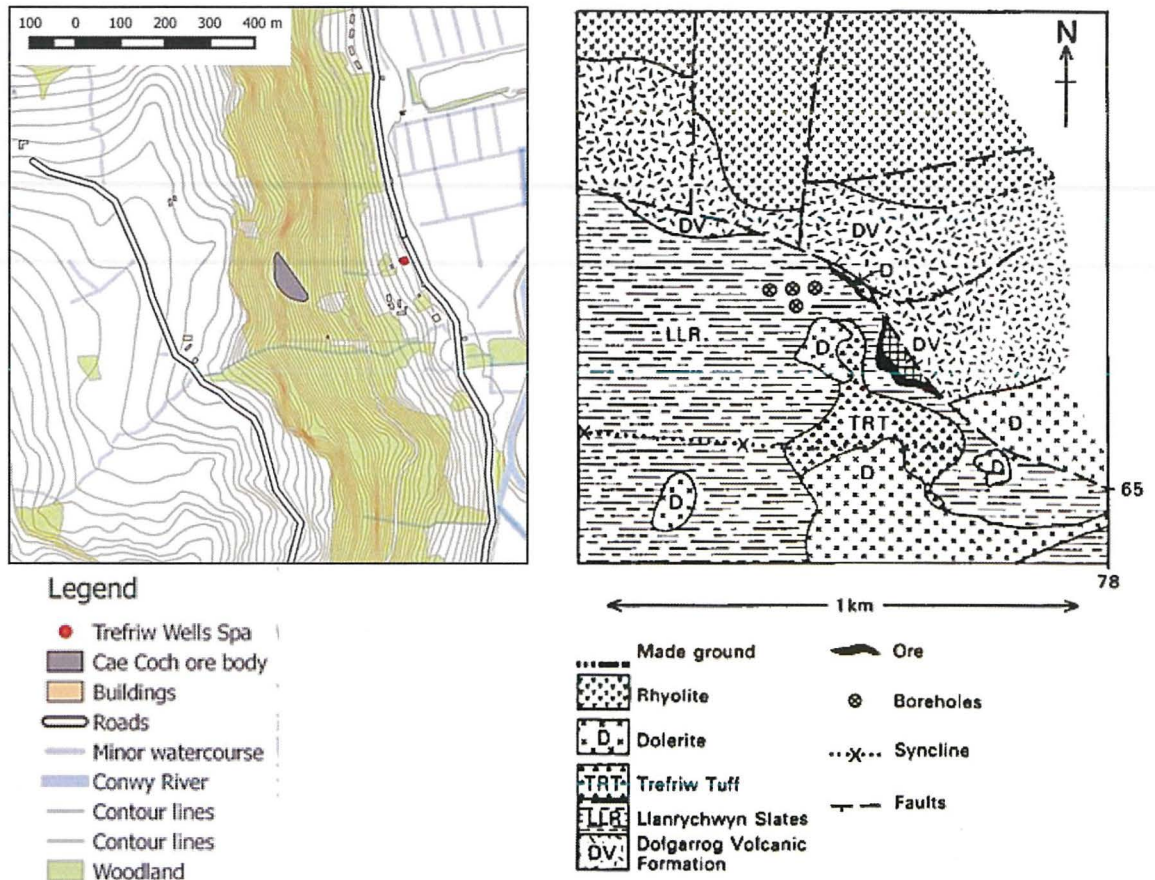 100 0 100 200 300 400 m
Legend
Trefriw Wells Spa
Cae Coch ore body
Buildings
Roads
Minor watercourse
Conwy River
Contour lines
Contour lines
Woodland
N
DV
D
DV
LLR
D
DV
TRT
D
D
D
D
65
78
1km
Made ground
Rhyolite
D Dolerite
TRT Trefriw Tuff
LLR Llanrychwyn Slates
DV Dolgarrog Volcanic
Formation
Ore
Boreholes
Syncline
Faults